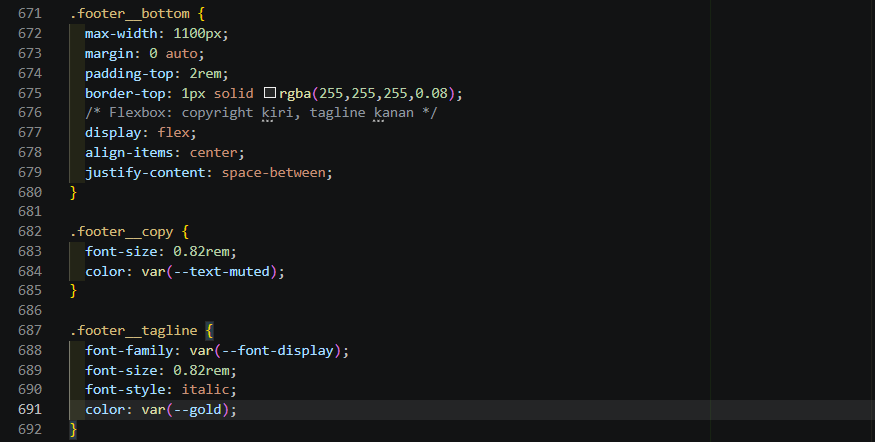 671 .footer__bottom {
672 max-width: 1100px;
673 margin: 0 auto;
674 padding-top: 2rem;
675 border-top: 1px solid rgba(255,255,255,0.08);
676 /* Flexbox: copyright kiri, tagline kanan */
677 display: flex;
678 align-items: center;
679 justify-content: space-between;
680 }
681
682 .footer__copy {
683 font-size: 0.82rem;
684 color: var(--text-muted);
685 }
686
687 .footer__tagline {
688 font-family: var(--font-display);
689 font-size: 0.82rem;
690 font-style: italic;
691 color: var(--gold);
692 }